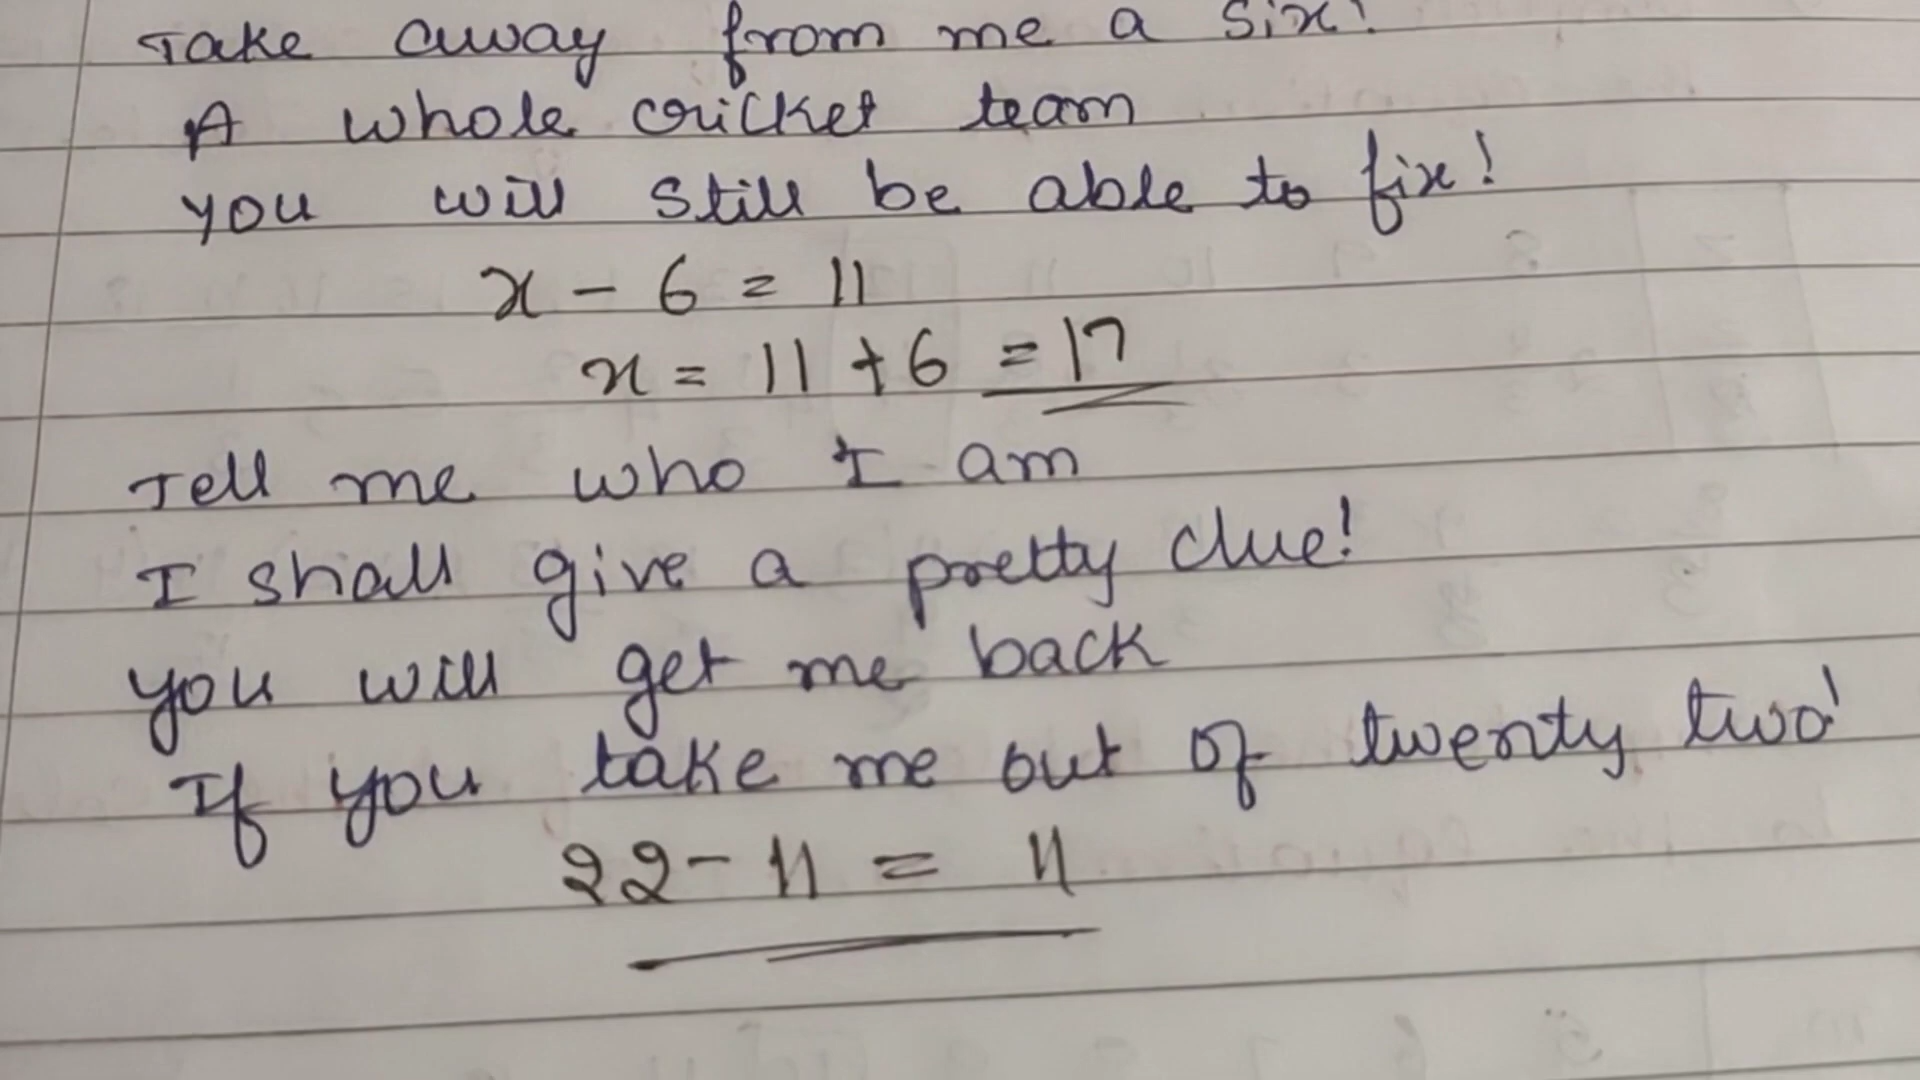 Take away from me a six!
A whole cricket team
you will still be able to fix!
x - 6 = 11
x = 11 + 6 = 17
Tell me who I am
I shall give a pretty clue!
you will get me back
If you take me out of twenty two!
22 - 11 = 11